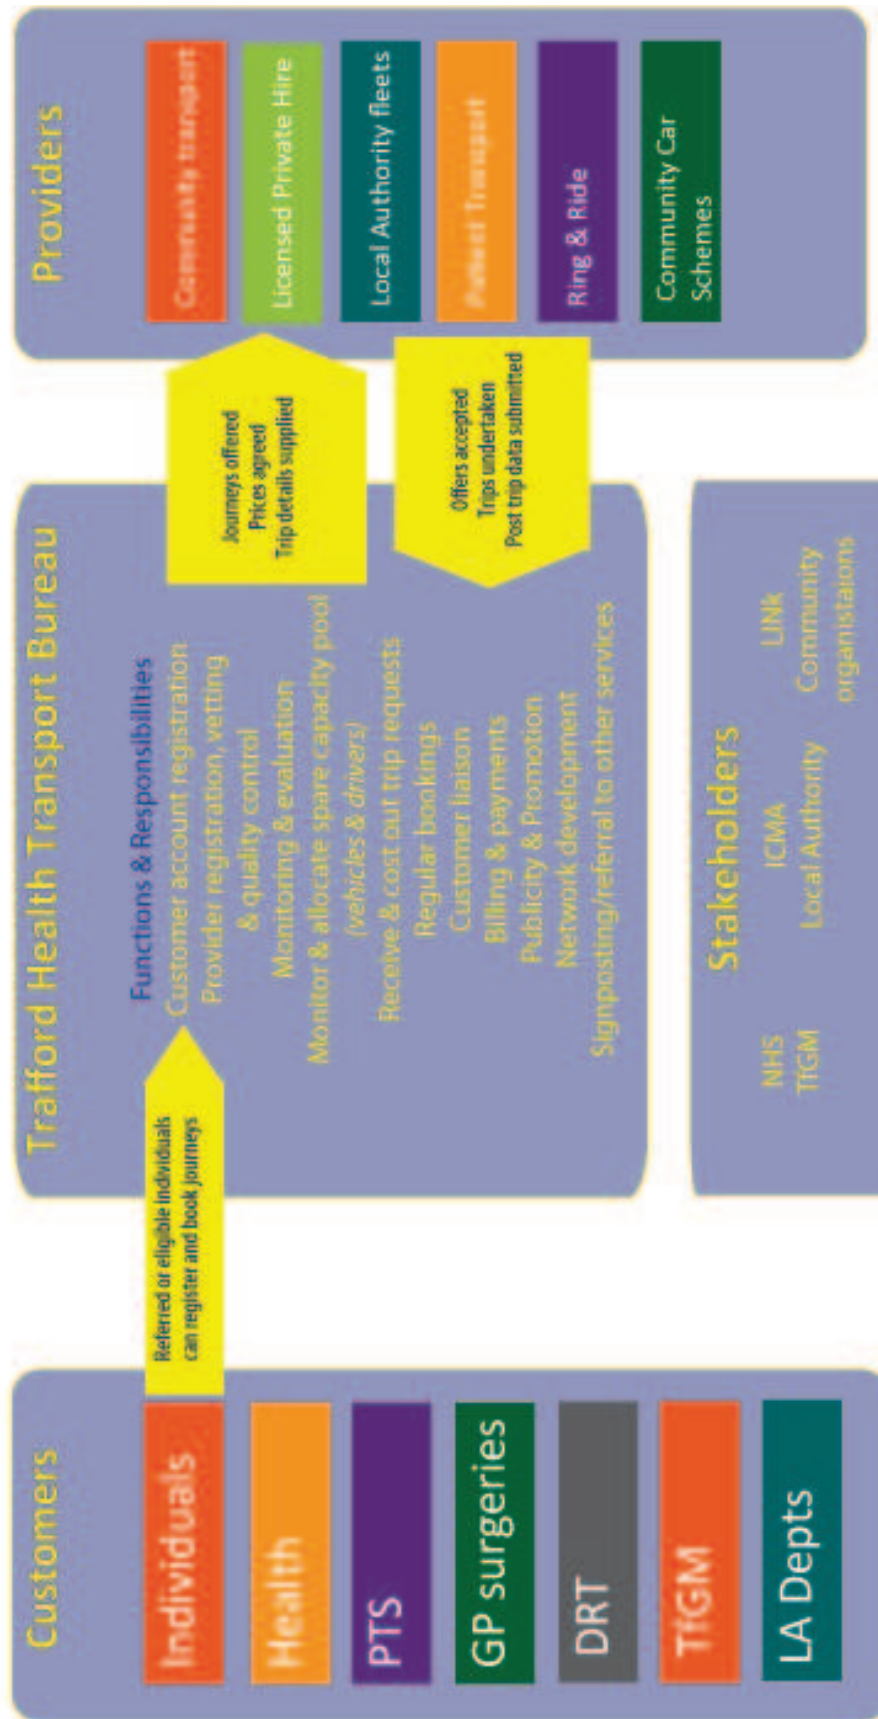 Customers
Individuals
Health
PTS
GP surgeries
DRT
TfGM
LA Depts
Referred or eligible individuals
can register and book journeys
Trafford Health Transport Bureau
Functions & Responsibilities
Customer account registration
Provider registration, vetting
& quality control
Monitoring & evaluation
Monitor & allocate spare capacity pool
(vehicles & drivers)
Receive & cost out trip requests
Regular bookings
Customer liaison
Billing & payments
Publicity & Promotion
Network development
Signposting/referral to other services
Journeys offered
Prices agreed
Trip details supplied
Offers accepted
Trips undertaken
Post trip data submitted
Stakeholders
NHS
TfGM
ICMA
Local Authority
LINk
Community
organistaions
Providers
Community transport
Licensed Private Hire
Local Authority fleets
Patient Transport
Ring & Ride
Community Car
Schemes